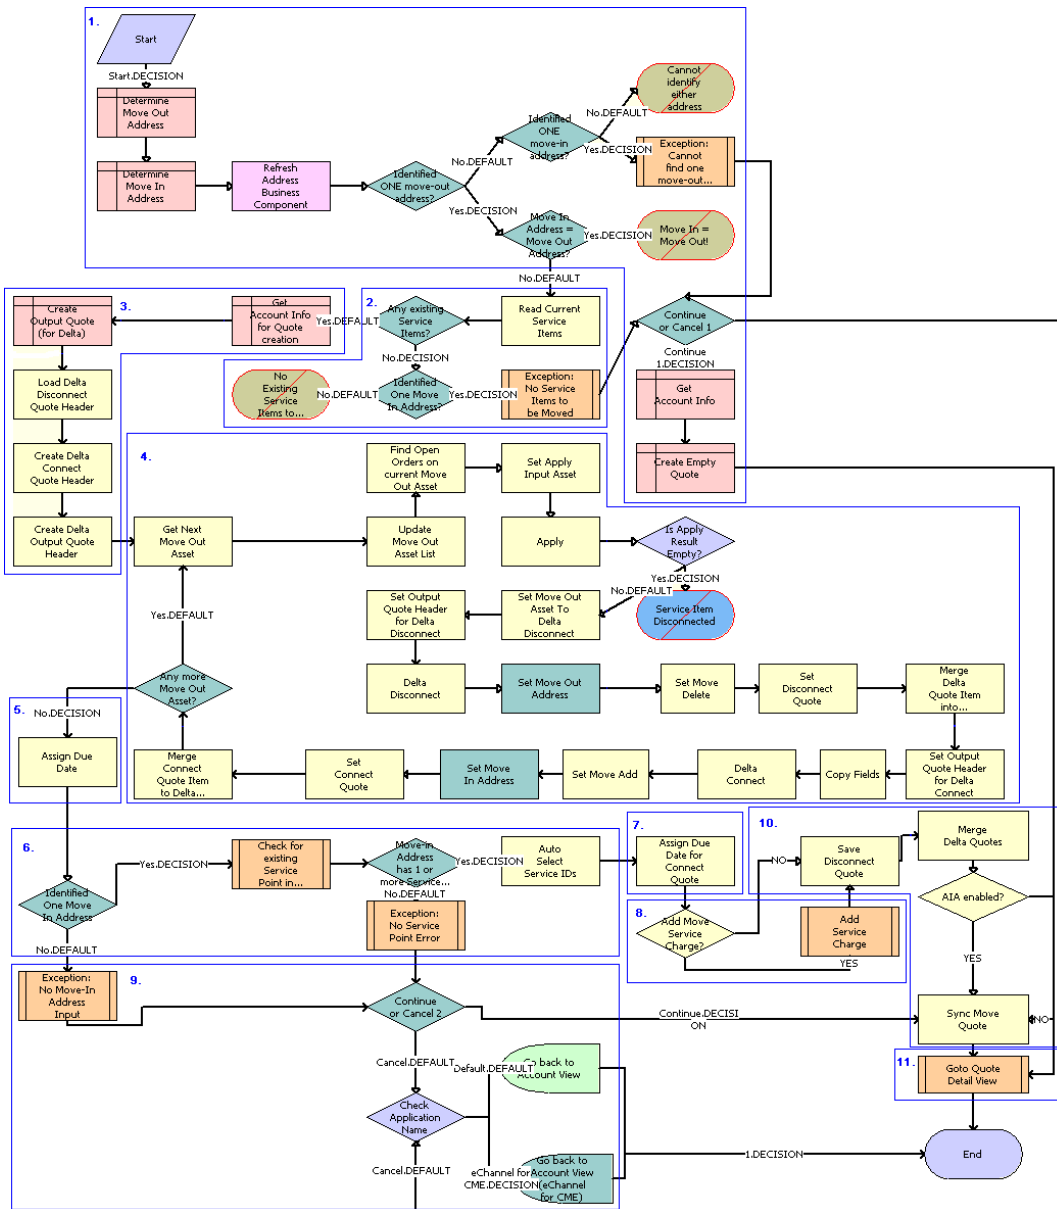 1.
Start
Start.DECISION
Determine
Move Out
Address
Determine
Move In
Address
Refresh
Address
Business
Component
Identified
ONE move-out
address?
No.DEFAULT
Yes.DECISION
Identified
ONE
move-in
address?
No.DEFAULT
Yes.DECISION
Cannot
identify
either
address
Exception:
Cannot
find one
move-out...
Move In
Address =
Move Out
Address?
Yes.DECISION
Move In =
Move Out!
No.DEFAULT
2.
Read Current
Service
Items
Any existing
Service
Items?
Yes.DEFAULT
No.DECISION
Identified
One Move
In Address?
No.DEFAULT
Yes.DECISION
No
Existing
Service
Items to...
Exception:
No Service
Items to
be Moved
Continue
or Cancel 1
Continue
1.DECISION
Get
Account Info
Create Empty
Quote
3.
Get
Account Info
for Quote
creation
Create
Output Quote
(for Delta)
Load Delta
Disconnect
Quote Header
Create Delta
Connect
Quote Header
Create Delta
Output Quote
Header
4.
Get Next
Move Out
Asset
Update
Move Out
Asset List
Find Open
Orders on
current Move
Out Asset
Set Apply
Input Asset
Apply
Is Apply
Result
Empty?
Yes.DECISION
No.DEFAULT
Service Item
Disconnected
Set Move Out
Asset To
Delta
Disconnect
Set Output
Quote Header
for Delta
Disconnect
Delta
Disconnect
Set Move Out
Address
Set Move
Delete
Set
Disconnect
Quote
Merge
Delta
Quote Item
into...
Set Output
Quote Header
for Delta
Connect
Copy Fields
Delta
Connect
Set Move Add
Set Move
In Address
Set
Connect
Quote
Merge
Connect
Quote Item
to Delta...
Any more
Move Out
Asset?
Yes.DEFAULT
No.DECISION
5.
Assign Due
Date
6.
Identified
One Move
In Address
Yes.DECISION
No.DEFAULT
Check for
existing
Service
Point in...
Move-in
Address
has 1 or
more Service...
Yes.DECISION
No.DEFAULT
Auto
Select
Service IDs
Exception:
No Service
Point Error
7.
Assign Due
Date for
Connect
Quote
8.
Add Move
Service
Charge?
NO
YES
Add
Service
Charge
9.
Exception:
No Move-In
Address
Input
Continue
or Cancel 2
Continue.DECISI
ON
Cancel.DEFAULT
Check
Application
Name
Default.DEFAULT
Go back to
Account View
eChannel for
CME.DECISION
Go back to
Account View
(eChannel
for CME)
Cancel.DEFAULT
1.DECISION
10.
Save
Disconnect
Quote
Merge
Delta Quotes
AIA enabled?
YES
NO
Sync Move
Quote
11.
Goto Quote
Detail View
End